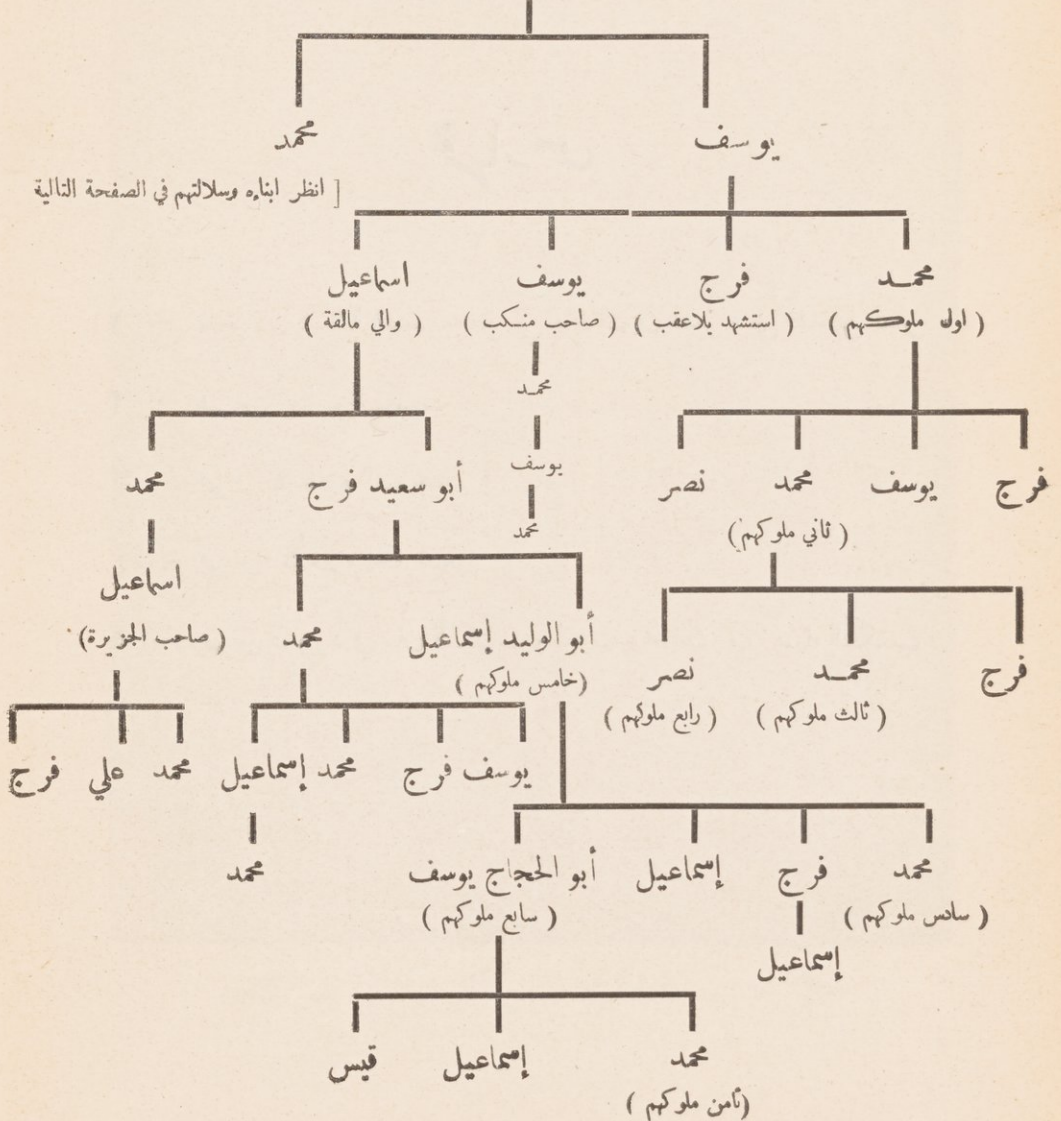 يوسف محمد
[ انظر ابناءه وسلالتهم في الصفحة التالية
محمد فرج يوسف اسماعيل
( اول ملوكهم ) ( استشهد بلاعقب ) ( صاحب منسكب ) ( والي مالقة )
محمد
فرج يوسف محمد نصر يوسف أبو سعيد فرج محمد
( ثاني ملوكهم) محمد
اسماعيل
أبو الوليد إسماعيل محمد ( صاحب الجزيرة)
فرج محمد نصر (خامس ملوكهم )
( ثالث ملوكهم ) ( رابع ملوكهم)
يوسف فرج محمد إسماعيل محمد علي فرج
محمد فرج إسماعيل أبو الحجاج يوسف محمد
( سادس ملوكهم ) ( سابع ملوكهم )
إسماعيل
محمد إسماعيل قيس
(ثامن ملوكهم )